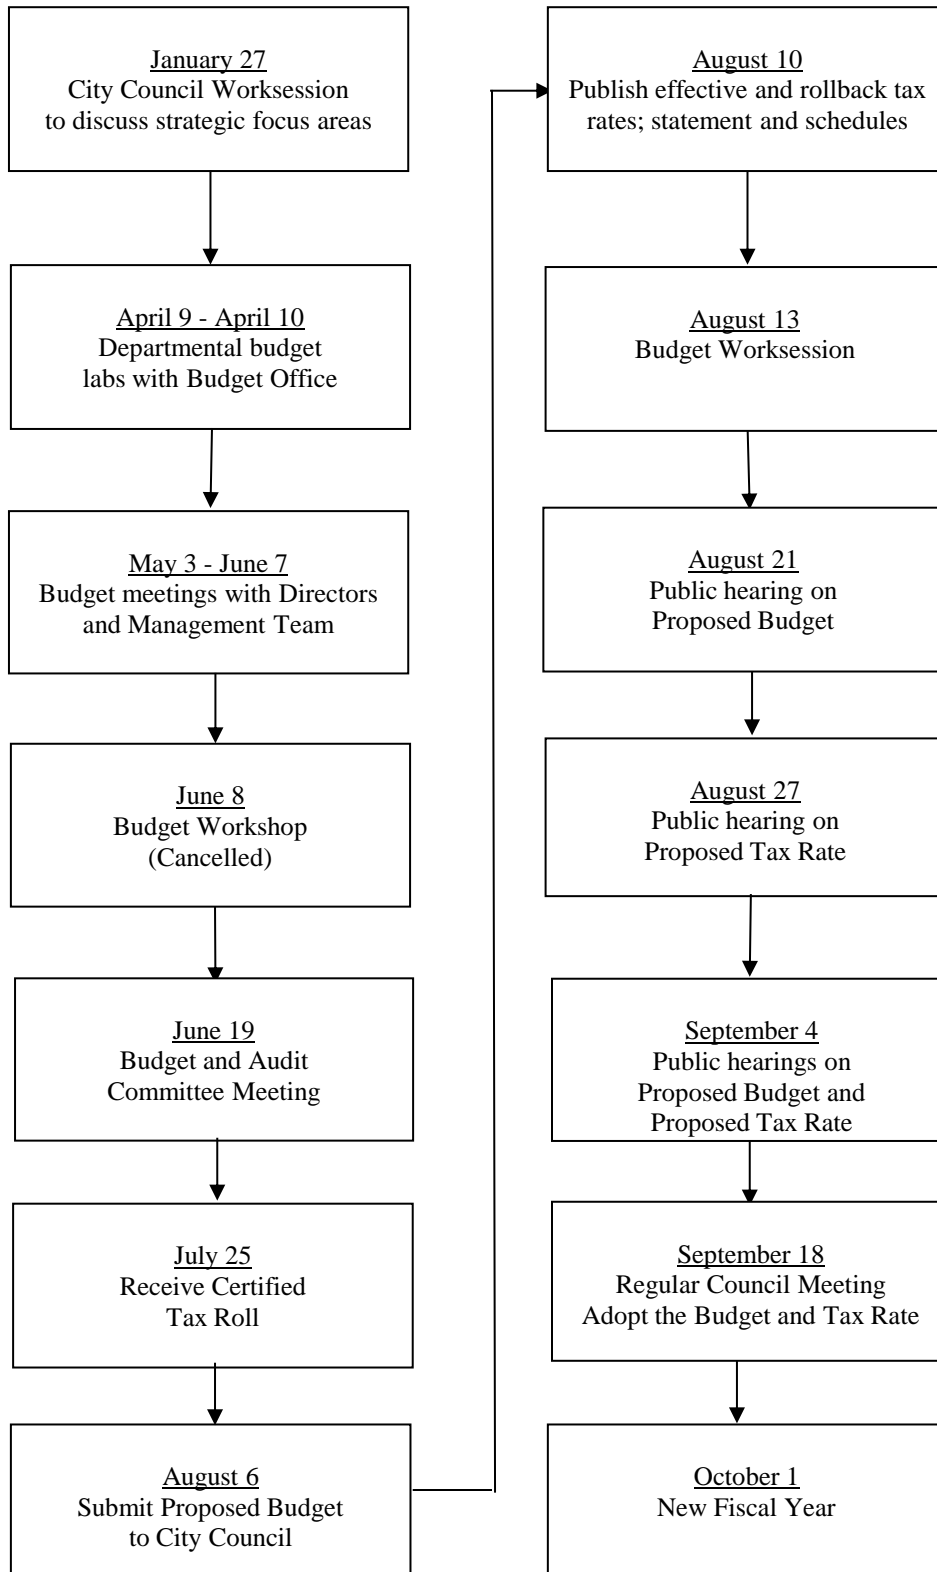 January 27
City Council Worksession
to discuss strategic focus areas
April 9 - April 10
Departmental budget
labs with Budget Office
May 3 - June 7
Budget meetings with Directors
and Management Team
June 8
Budget Workshop
(Cancelled)
June 19
Budget and Audit
Committee Meeting
July 25
Receive Certified
Tax Roll
August 6
Submit Proposed Budget
to City Council
August 10
Publish effective and rollback tax
rates; statement and schedules
August 13
Budget Worksession
August 21
Public hearing on
Proposed Budget
August 27
Public hearing on
Proposed Tax Rate
September 4
Public hearings on
Proposed Budget and
Proposed Tax Rate
September 18
Regular Council Meeting
Adopt the Budget and Tax Rate
October 1
New Fiscal Year